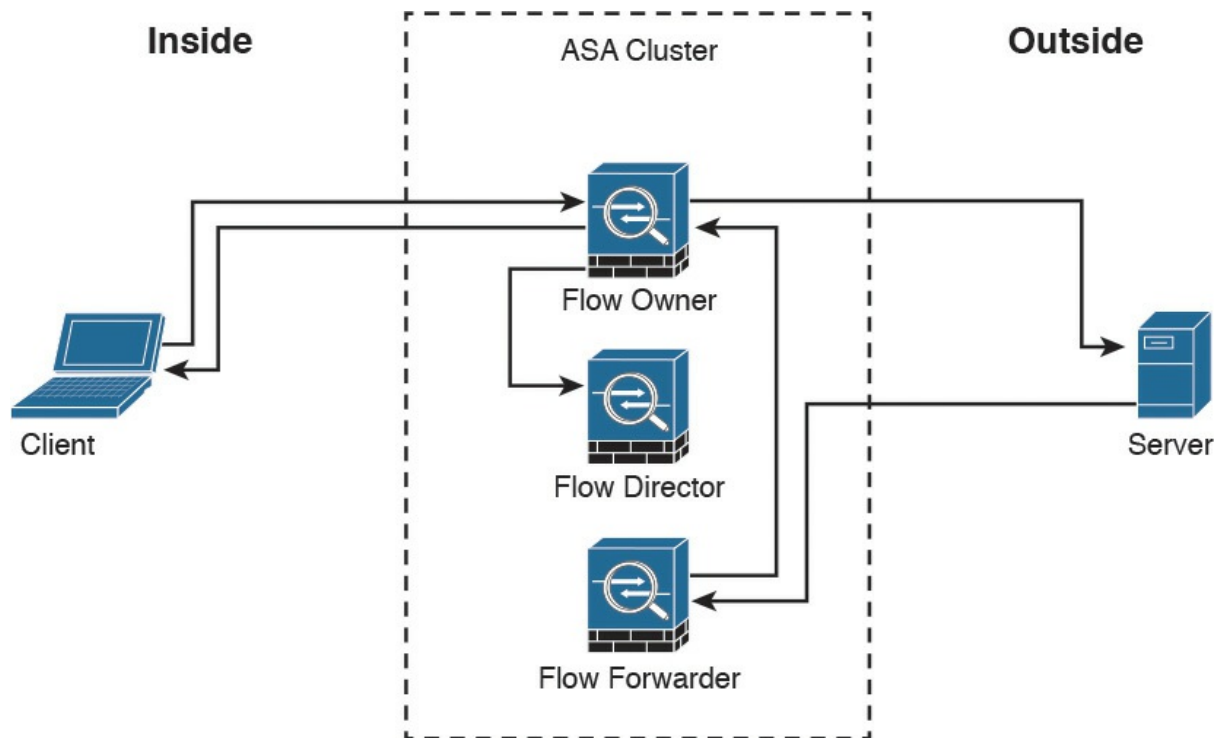 Inside
ASA Cluster
Outside
Flow Owner
Client
Flow Director
Server
Flow Forwarder